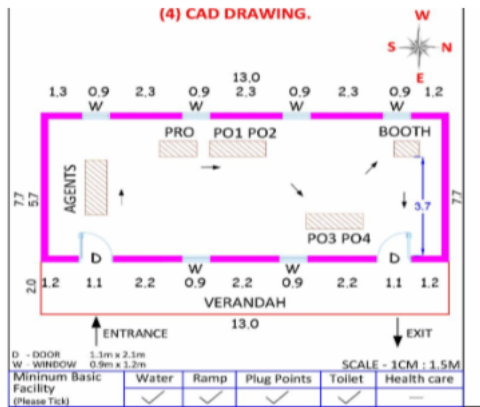 (4) CAD DRAWING.
W
S N
E
13,0
1,3 0,9 2,3 0,9 2,3 0,9 2,3 0,9 1,2
W W W W
PRO PO1 PO2 BOOTH
AGENTS
7,7
5,7
3,7
7,7
PO3 PO4
D W W D
2,0
1,2 1,1 2,2 0,9 2,2 0,9 2,2 1,1 1,2
VERANDAH
13,0
ENTRANCE EXIT
D - DOOR 1.1m x 2.1m
W - WINDOW 0.9m x 1.2m
SCALE - 1CM : 1.5M
Mininum Basic Facility (Please Tick) Water Ramp Plug Points Toilet Health care